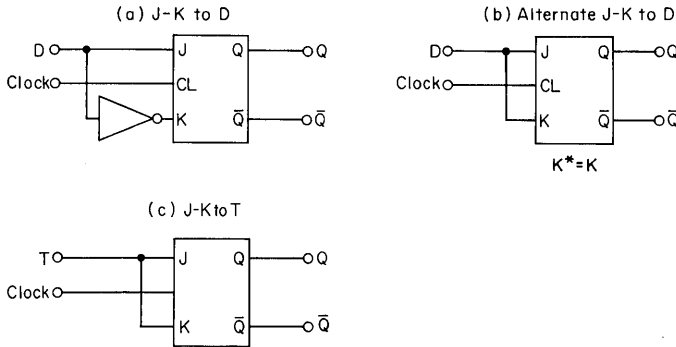 (a) J-K to D
D
Clock
J
CL
K
Q
Q̄
Q
Q̄
(b) Alternate J-K to D
D
Clock
J
CL
K
Q
Q̄
Q
Q̄
K*=K
(c) J-K to T
T
Clock
J
K
Q
Q̄
Q
Q̄